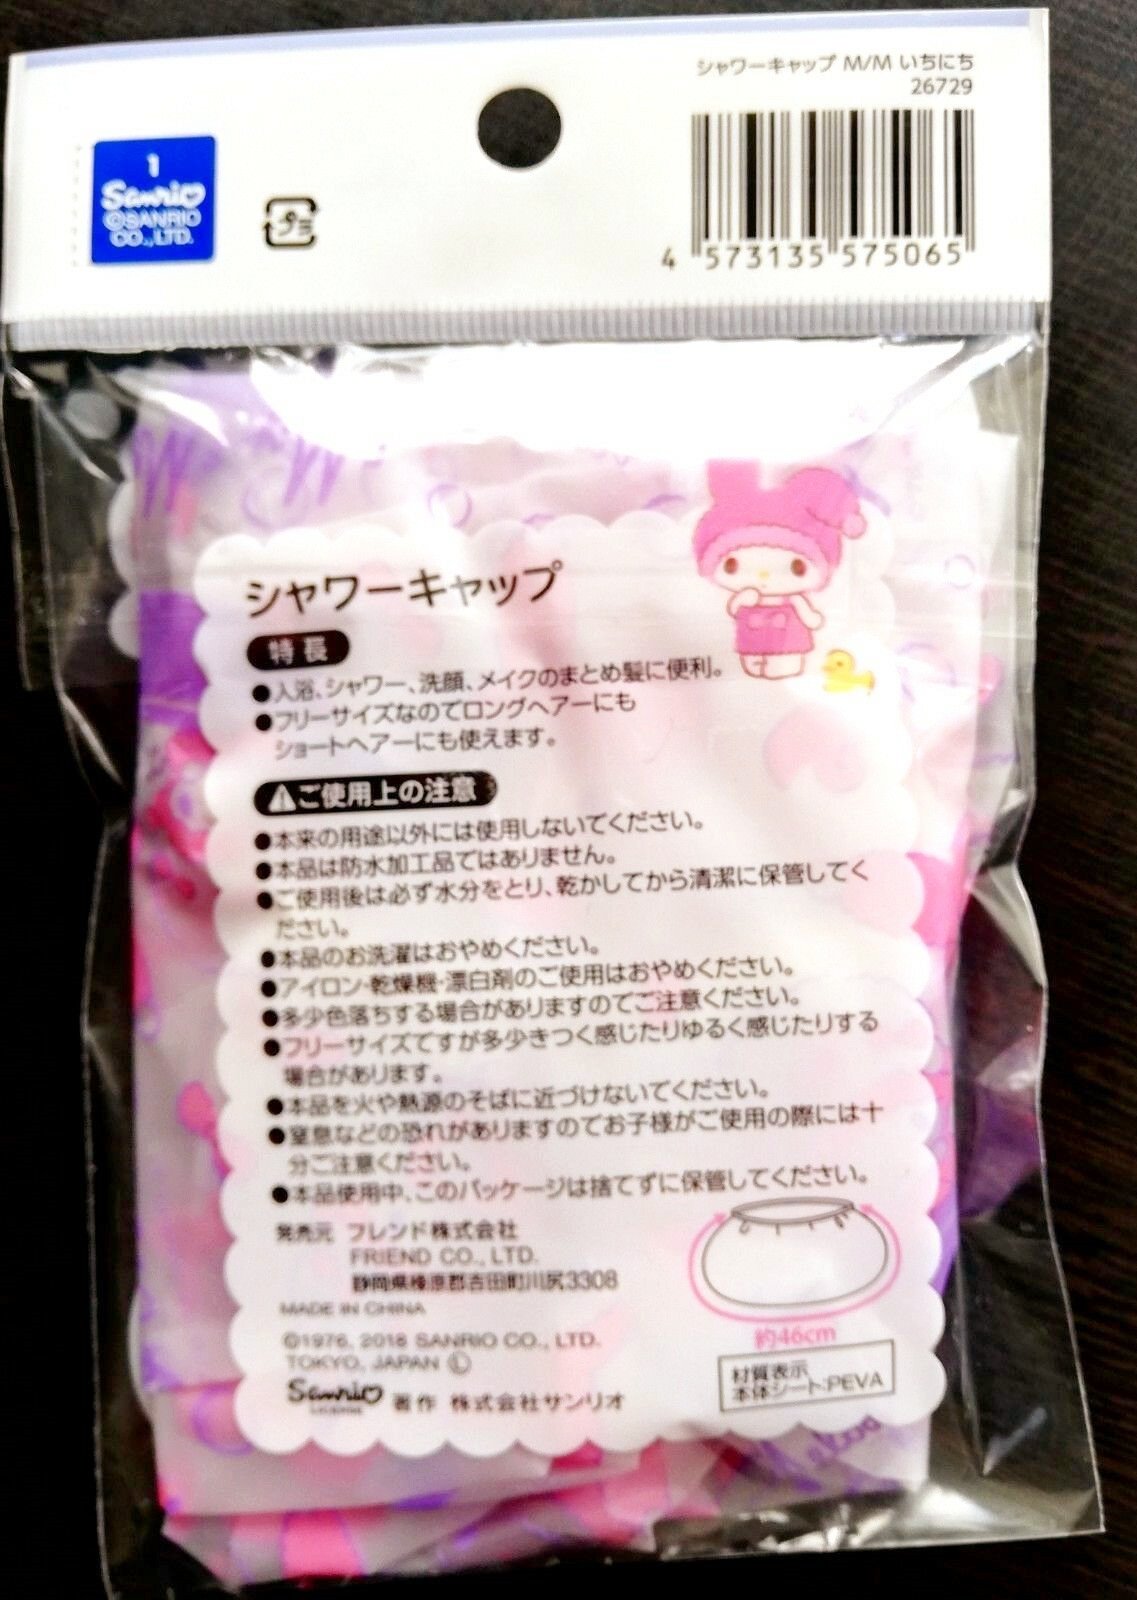 シャワーキャップ M/M いちにち
26729
1
Sanrio
©SANRIO
CO.,LTD.
プラ
4 573135 575065
シャワーキャップ
特長
●入浴、シャワー、洗顔、メイクのまとめ髪に便利。
●フリーサイズなのでロングヘアーにも
ショートヘアーにも使えます。
⚠ご使用上の注意
●本来の用途以外には使用しないでください。
●本品は防水加工品ではありません。
●ご使用後は必ず水分をとり、乾かしてから清潔に保管してく
ださい。
●本品のお洗濯はおやめください。
●アイロン・乾燥機・漂白剤のご使用はおやめください。
●多少色落ちする場合がありますのでご注意ください。
●フリーサイズですが多少きつく感じたりゆるく感じたりする
場合があります。
●本品を火や熱源のそばに近づけないでください。
●窒息などの恐れがありますのでお子様がご使用の際には十
分ご注意ください。
●本品使用中、このパッケージは捨てずに保管してください。
発売元 フレンド株式会社
FRIEND CO., LTD.
静岡県榛原郡吉田町川尻3308
MADE IN CHINA
©1976, 2018 SANRIO CO., LTD.
TOKYO, JAPAN Ⓛ
Sanrio
LICENSE
著作 株式会社サンリオ
約46cm
材質表示
本体シート:PEVA